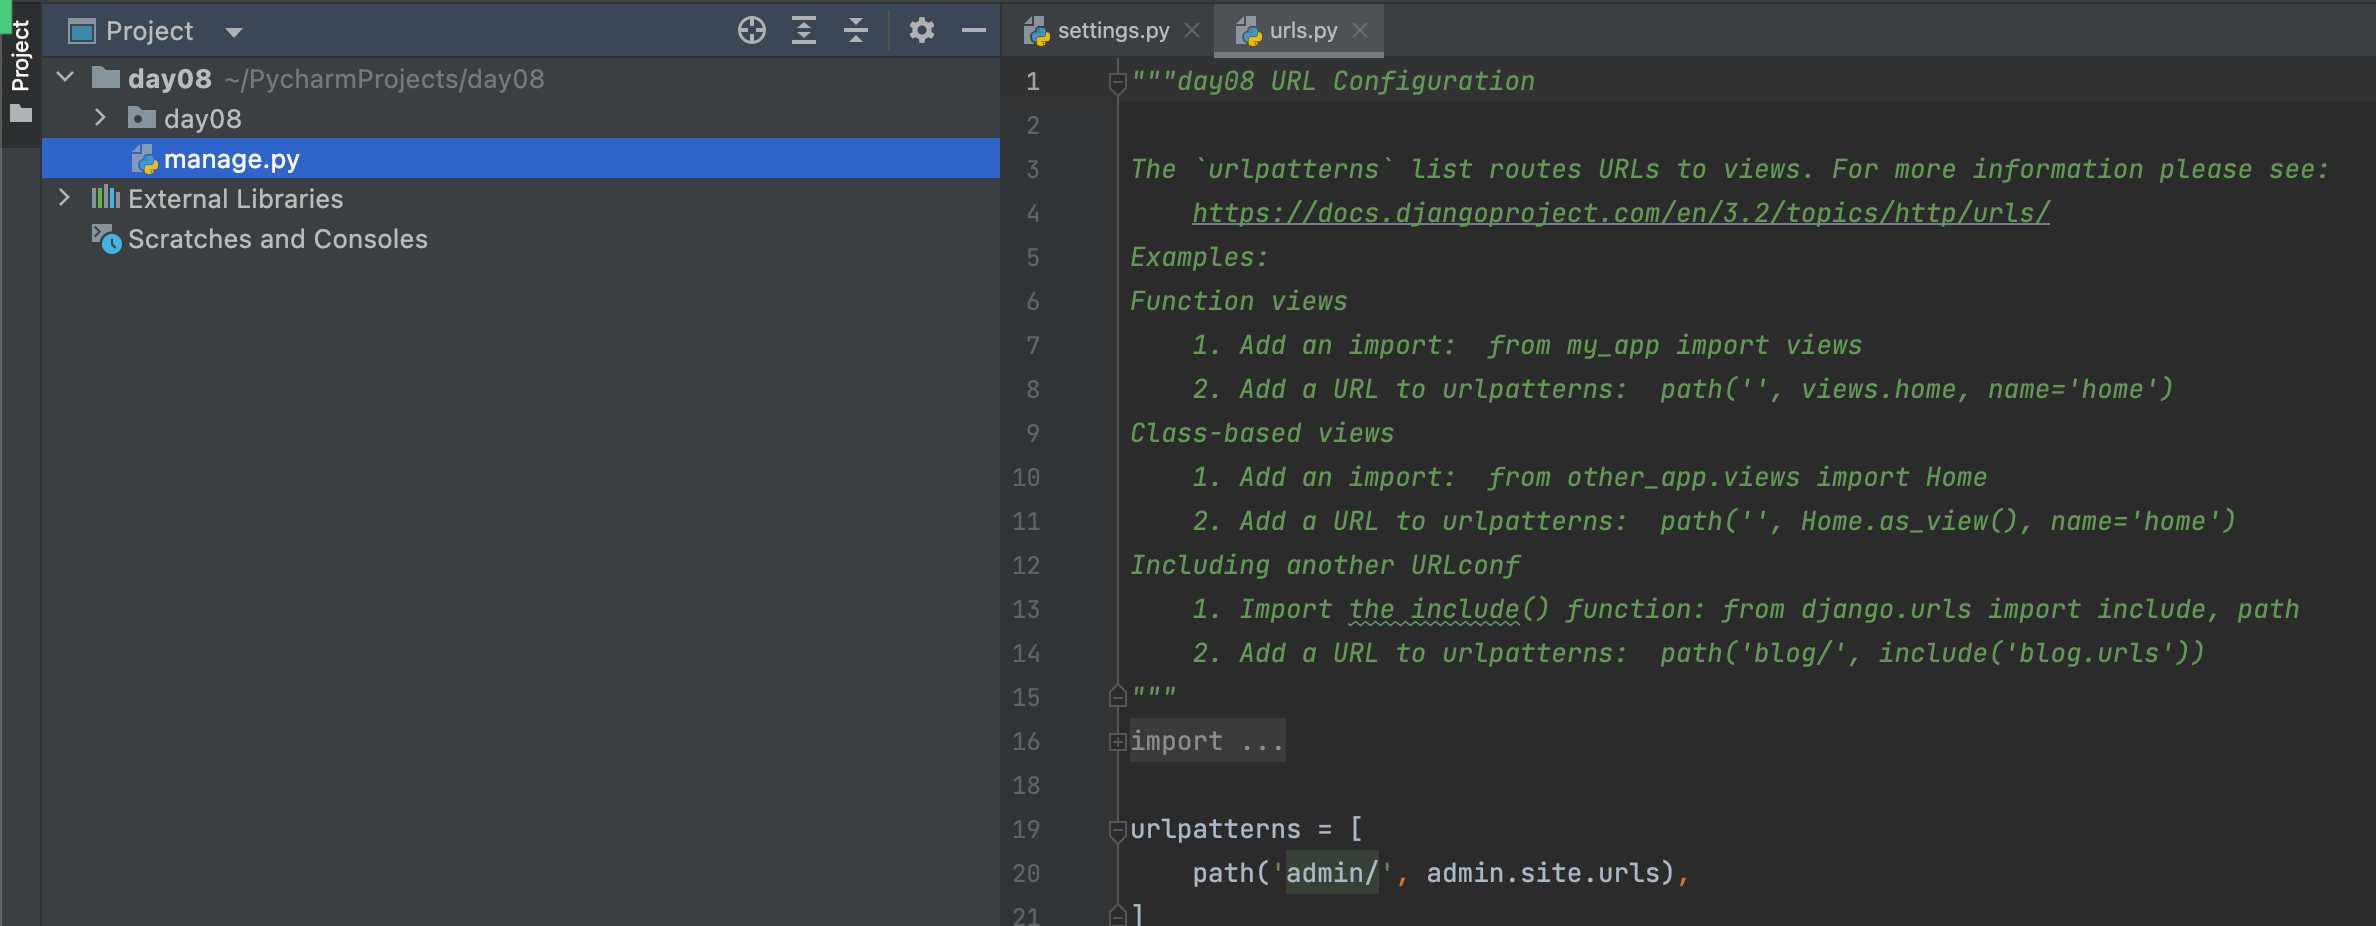 Project
Project
day08 ~/PycharmProjects/day08
day08
manage.py
External Libraries
Scratches and Consoles
settings.py
urls.py
1 """day08 URL Configuration
2
3 The `urlpatterns` list routes URLs to views. For more information please see:
4 https://docs.djangoproject.com/en/3.2/topics/http/urls/
5 Examples:
6 Function views
7 1. Add an import:  from my_app import views
8 2. Add a URL to urlpatterns:  path('', views.home, name='home')
9 Class-based views
10 1. Add an import:  from other_app.views import Home
11 2. Add a URL to urlpatterns:  path('', Home.as_view(), name='home')
12 Including another URLconf
13 1. Import the include() function: from django.urls import include, path
14 2. Add a URL to urlpatterns:  path('blog/', include('blog.urls'))
15 """
16 import ...
18
19 urlpatterns = [
20 path('admin/', admin.site.urls),
21 ]